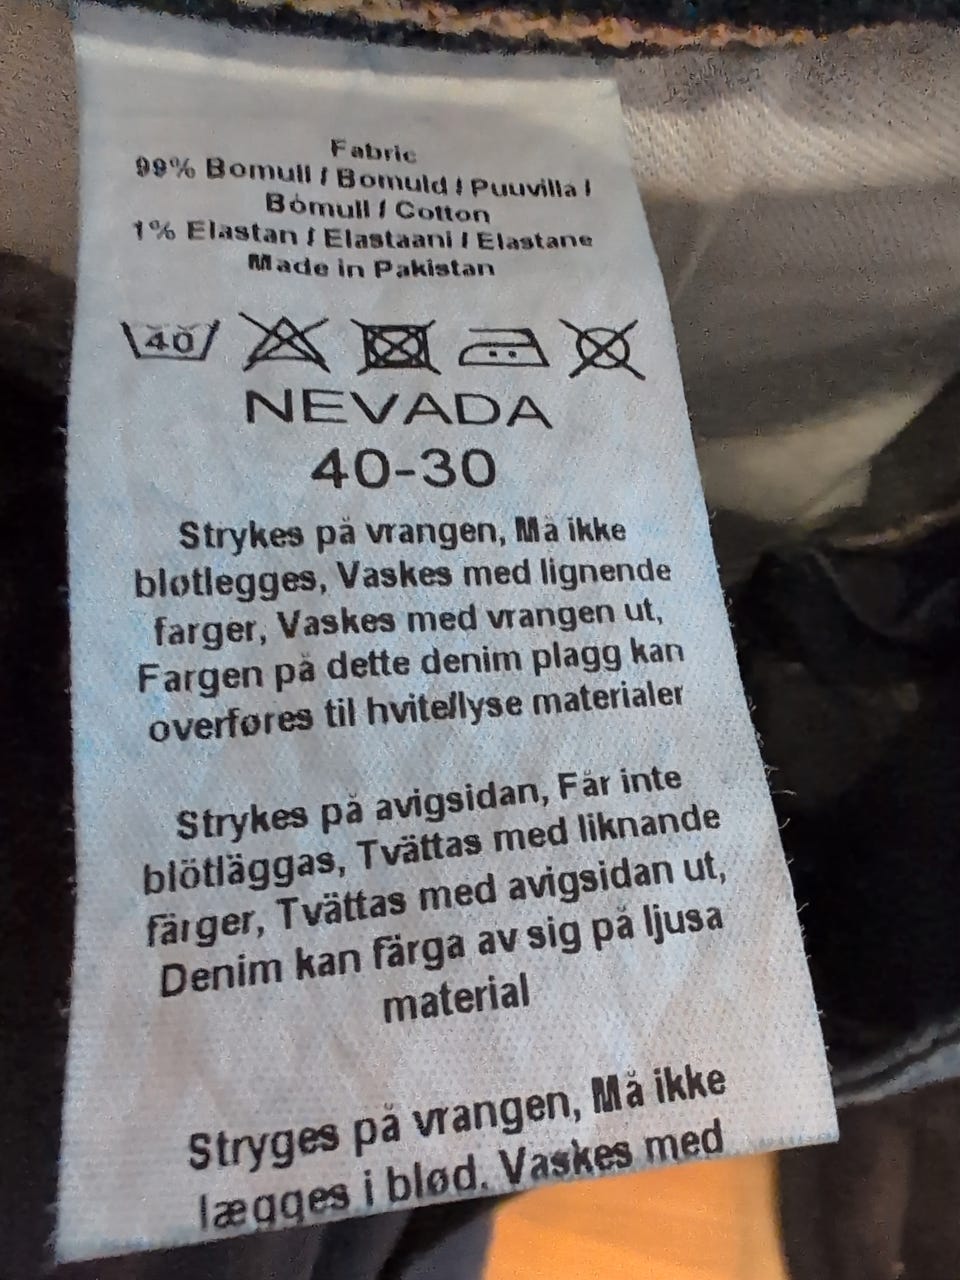 Fabric
99% Bomull / Bomuld / Puuvilla /
Bómull / Cotton
1% Elastan / Elastaani / Elastane
Made in Pakistan
40
NEVADA
40-30
Strykes på vrangen, Må ikke
bløtlegges, Vaskes med lignende
farger, Vaskes med vrangen ut,
Fargen på dette denim plagg kan
overføres til hvite/lyse materialer
Strykes på avigsidan, Får inte
blötläggas, Tvättas med liknande
färger, Tvättas med avigsidan ut,
Denim kan färga av sig på ljusa
material
Stryges på vrangen, Må ikke
lægges i blød. Vaskes med